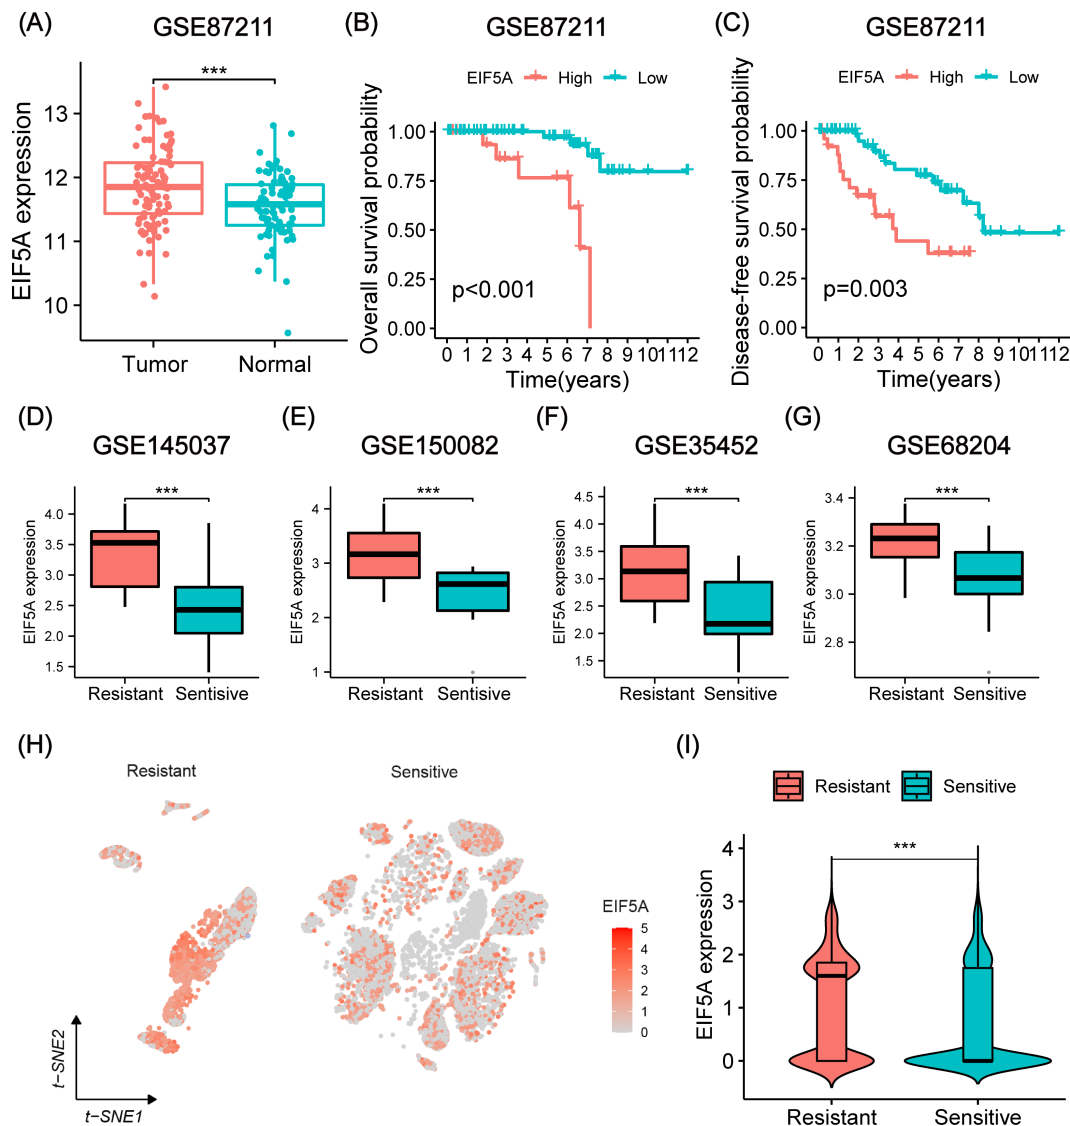 (A)
GSE87211
EIF5A expression
13
12
11
10
***
Tumor
Normal
(B)
GSE87211
EIF5A
High
Low
Overall survival probability
1.00
0.75
0.50
0.25
0.00
p<0.001
0 1 2 3 4 5 6 7 8 9 101112
Time(years)
(C)
GSE87211
EIF5A
High
Low
Disease-free survival probability
1.00
0.75
0.50
0.25
0.00
p=0.003
0 1 2 3 4 5 6 7 8 9 101112
Time(years)
(D)
GSE145037
EIF5A expression
4.0
3.5
3.0
2.5
2.0
1.5
***
Resistant
Sentisive
(E)
GSE150082
EIF5A expression
4
3
2
1
***
Resistant
Sentisive
(F)
GSE35452
EIF5A expression
4.5
4.0
3.5
3.0
2.5
2.0
1.5
***
Resistant
Sensitive
(G)
GSE68204
EIF5A expression
3.4
3.2
3.0
2.8
***
Resistant
Sensitive
(H)
Resistant
Sensitive
t−SNE2
t−SNE1
EIF5A
5
4
3
2
1
0
(I)
Resistant
Sensitive
EIF5A expression
4
3
2
1
0
***
Resistant
Sensitive